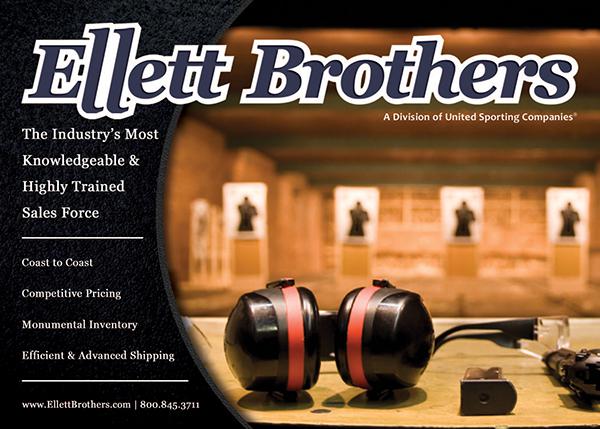 Ellett Brothers
A Division of United Sporting Companies®
The Industry's Most
Knowledgeable &
Highly Trained
Sales Force
Coast to Coast
Competitive Pricing
Monumental Inventory
Efficient & Advanced Shipping
www.EllettBrothers.com | 800.845.3711